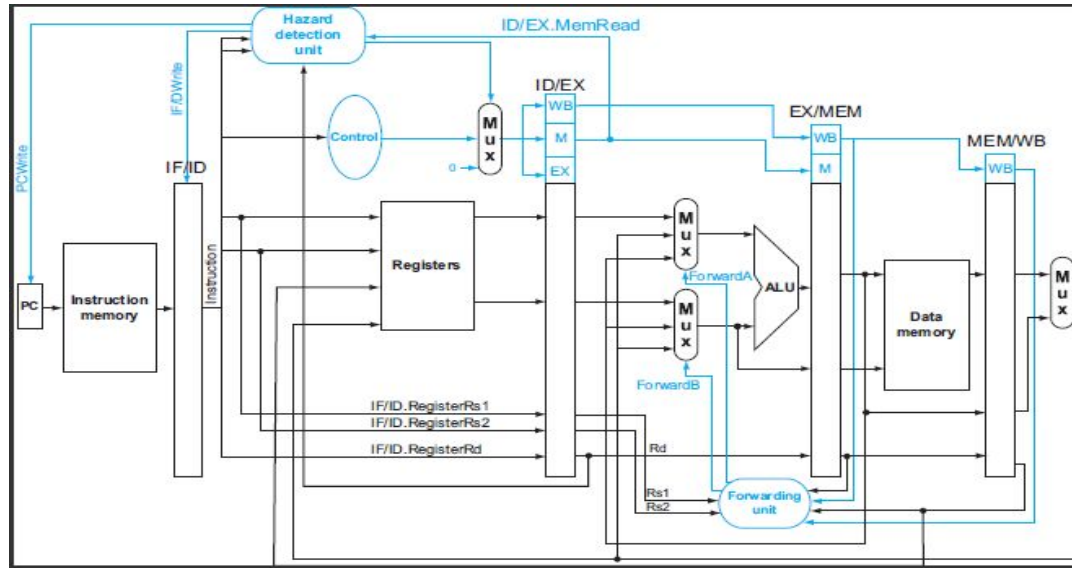 Hazard
detection
unit
ID/EX.MemRead
ID/EX
WB
EX/MEM
IF/DWrite
PCWrite
Control
Mux
M
WB
MEM/WB
IF/ID
0
EX
M
WB
Mux
Registers
Instruction
Instruction
memory
PC
ForwardA
ALU
Mux
Mux
Data
memory
ForwardB
IF/ID.RegisterRs1
IF/ID.RegisterRs2
IF/ID.RegisterRd
Rd
Rs1
Rs2
Forwarding
unit